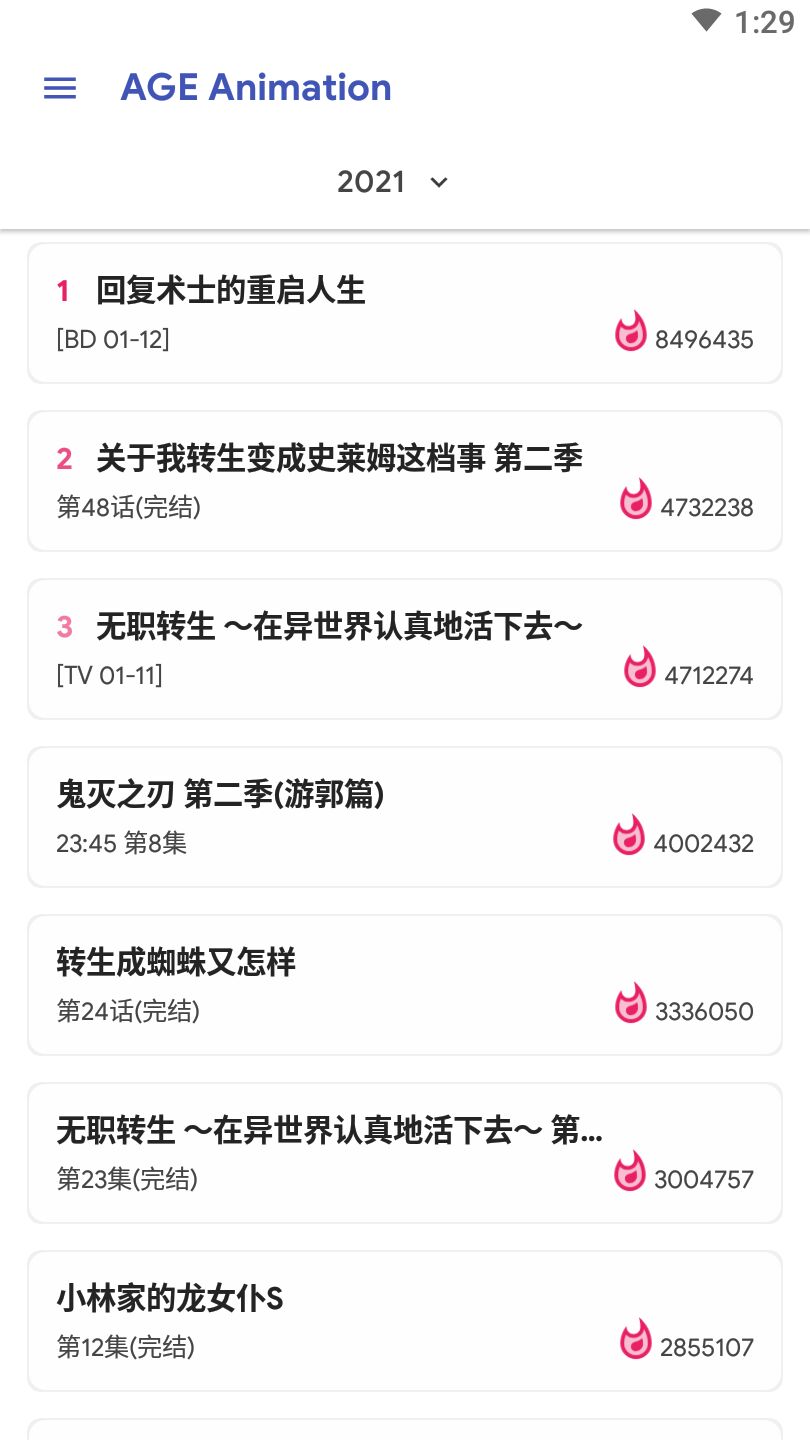 1:29
AGE Animation
2021
1 回复术士的重启人生
[BD 01-12]
8496435
2 关于我转生变成史莱姆这档事 第二季
第48话(完结)
4732238
3 无职转生 ～在异世界认真地活下去～
[TV 01-11]
4712274
鬼灭之刃 第二季(游郭篇)
23:45 第8集
4002432
转生成蜘蛛又怎样
第24话(完结)
3336050
无职转生 ～在异世界认真地活下去～ 第...
第23集(完结)
3004757
小林家的龙女仆S
第12集(完结)
2855107